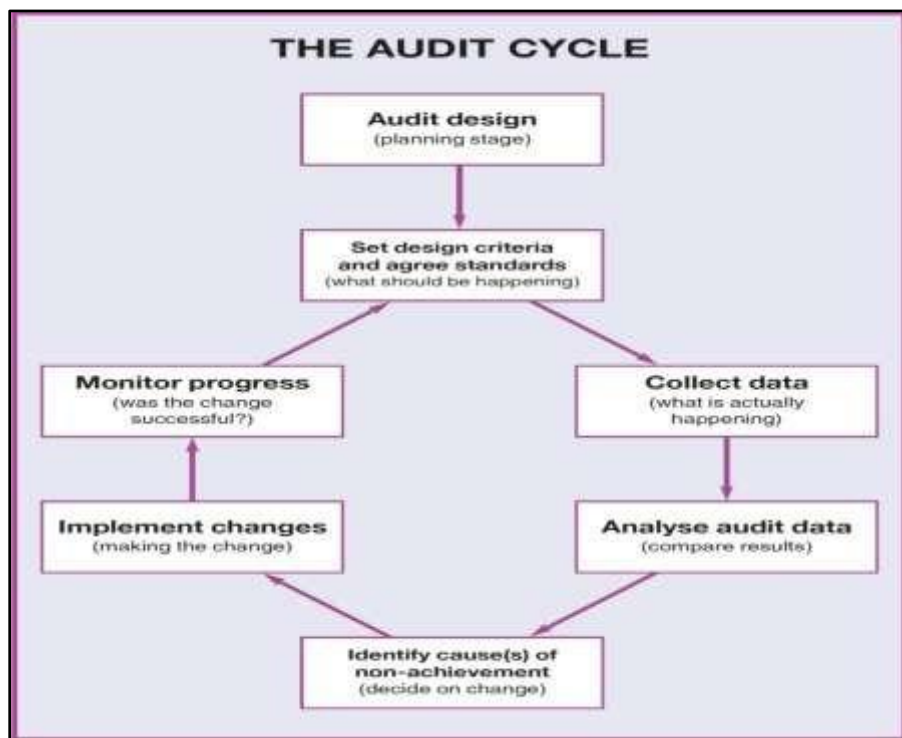 THE AUDIT CYCLE
Audit design
(planning stage)
Set design criteria
and agree standards
(what should be happening)
Monitor progress
(was the change
successful?)
Collect data
(what is actually
happening)
Implement changes
(making the change)
Analyse audit data
(compare results)
Identify cause(s) of
non-achievement
(decide on change)